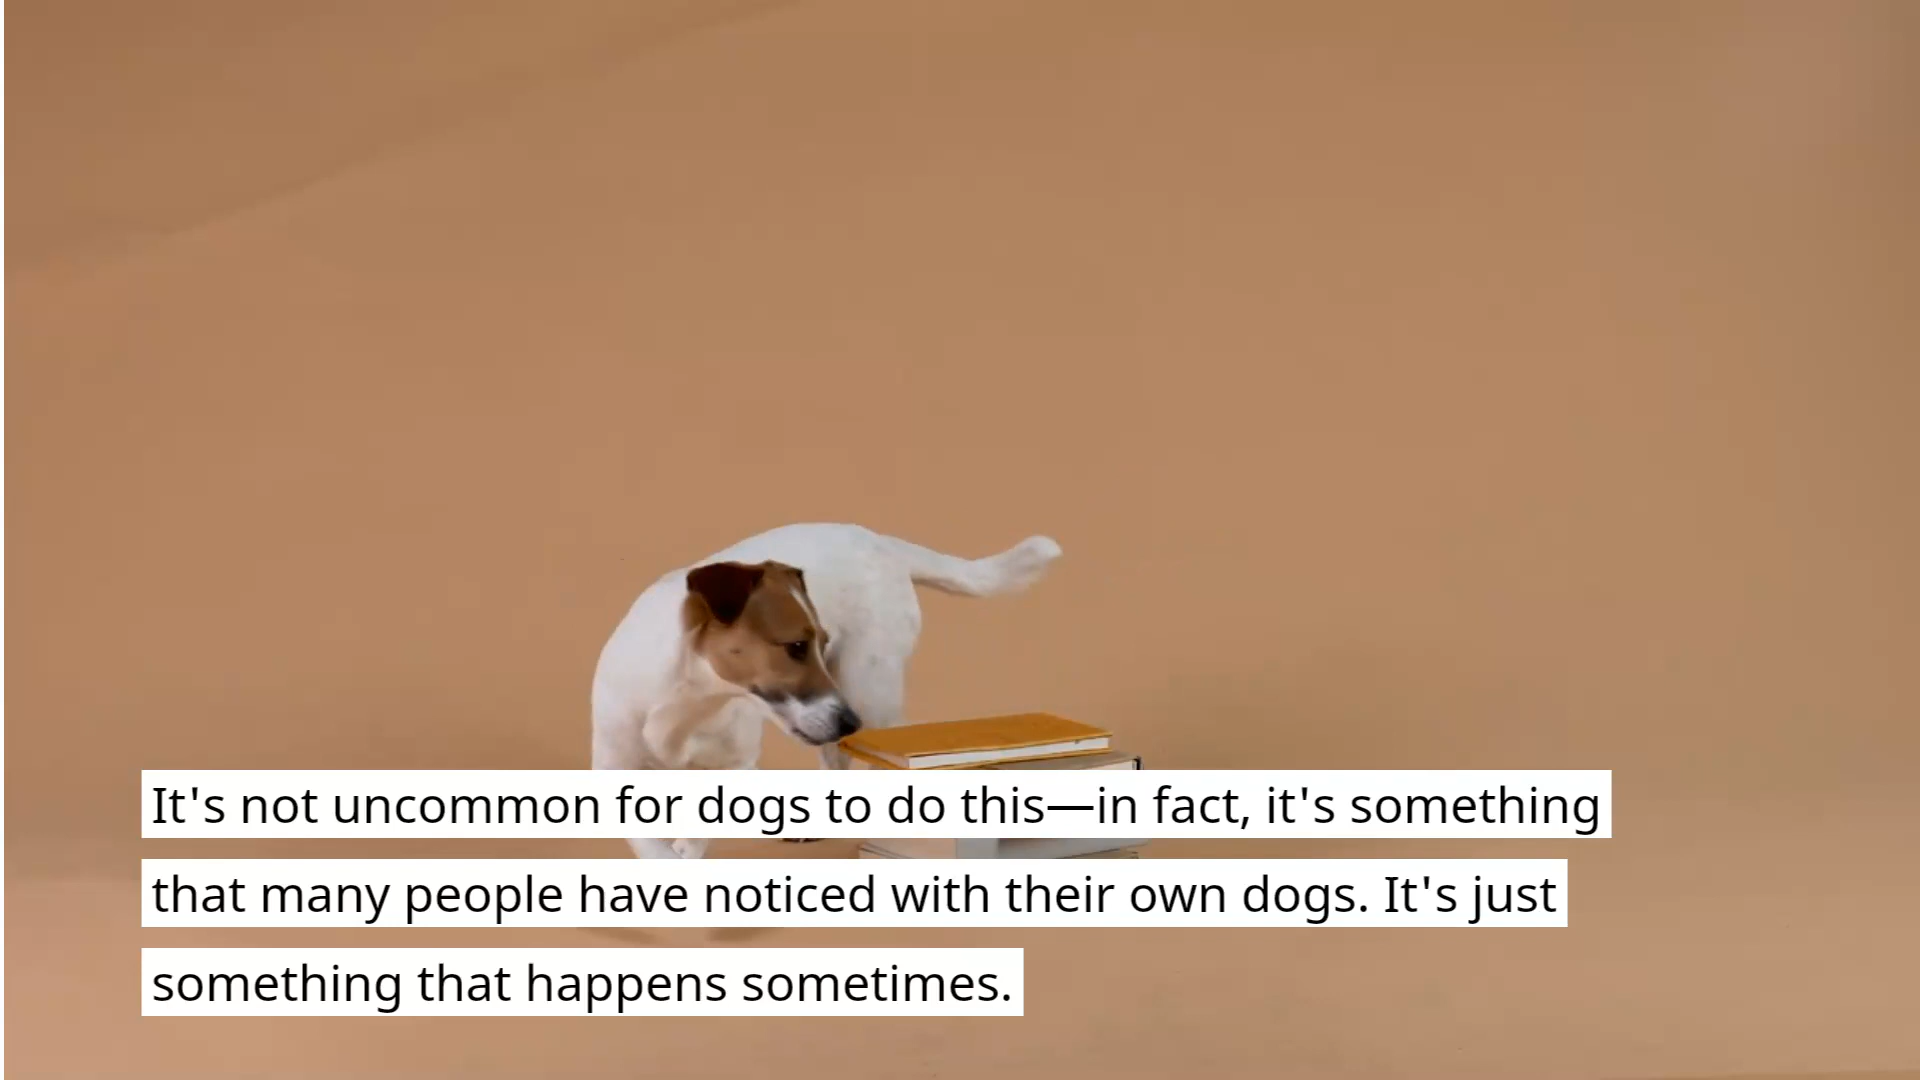 It's not uncommon for dogs to do this—in fact, it's something
that many people have noticed with their own dogs. It's just
something that happens sometimes.